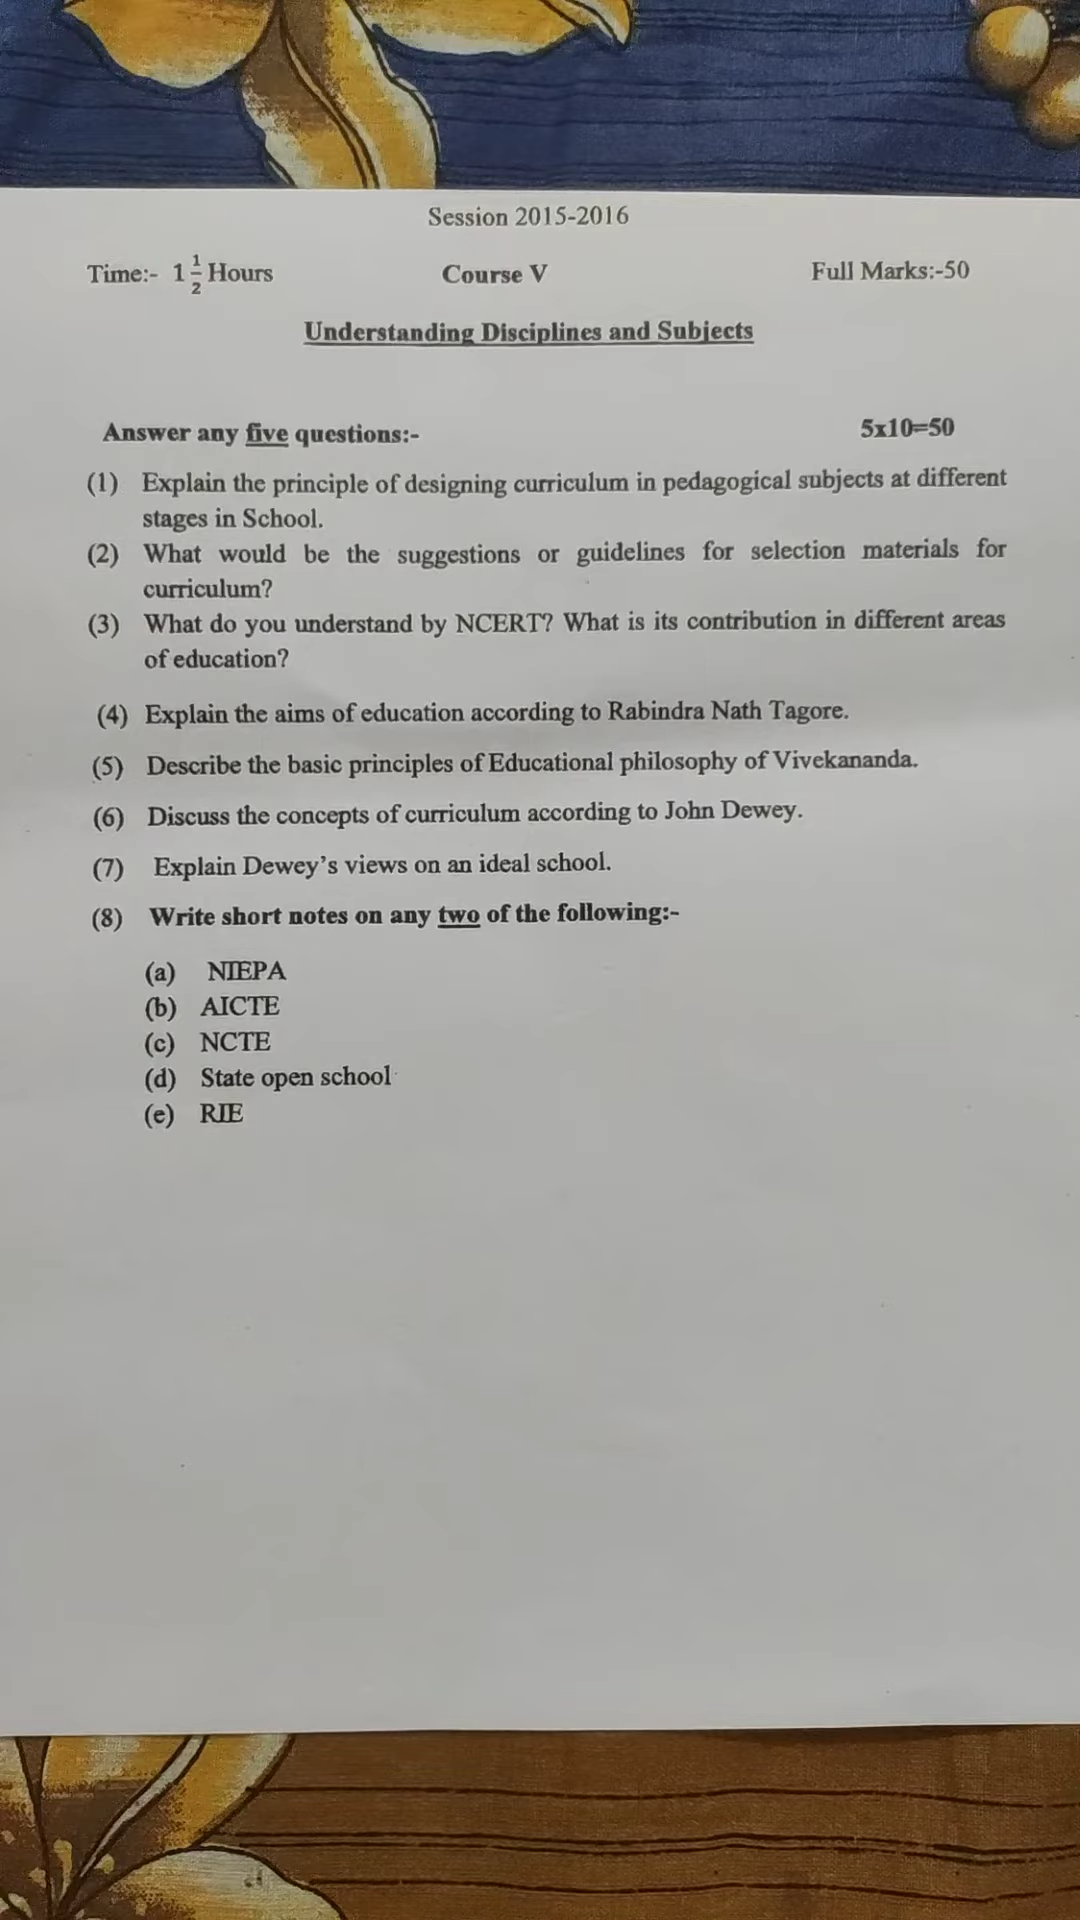 Session 2015-2016
Time:- 1 1/2 Hours Course V Full Marks:-50
Understanding Disciplines and Subjects
Answer any five questions:- 5x10=50
(1) Explain the principle of designing curriculum in pedagogical subjects at different
stages in School.
(2) What would be the suggestions or guidelines for selection materials for
curriculum?
(3) What do you understand by NCERT? What is its contribution in different areas
of education?
(4) Explain the aims of education according to Rabindra Nath Tagore.
(5) Describe the basic principles of Educational philosophy of Vivekananda.
(6) Discuss the concepts of curriculum according to John Dewey.
(7) Explain Dewey's views on an ideal school.
(8) Write short notes on any two of the following:-
(a) NIEPA
(b) AICTE
(c) NCTE
(d) State open school
(e) RIE